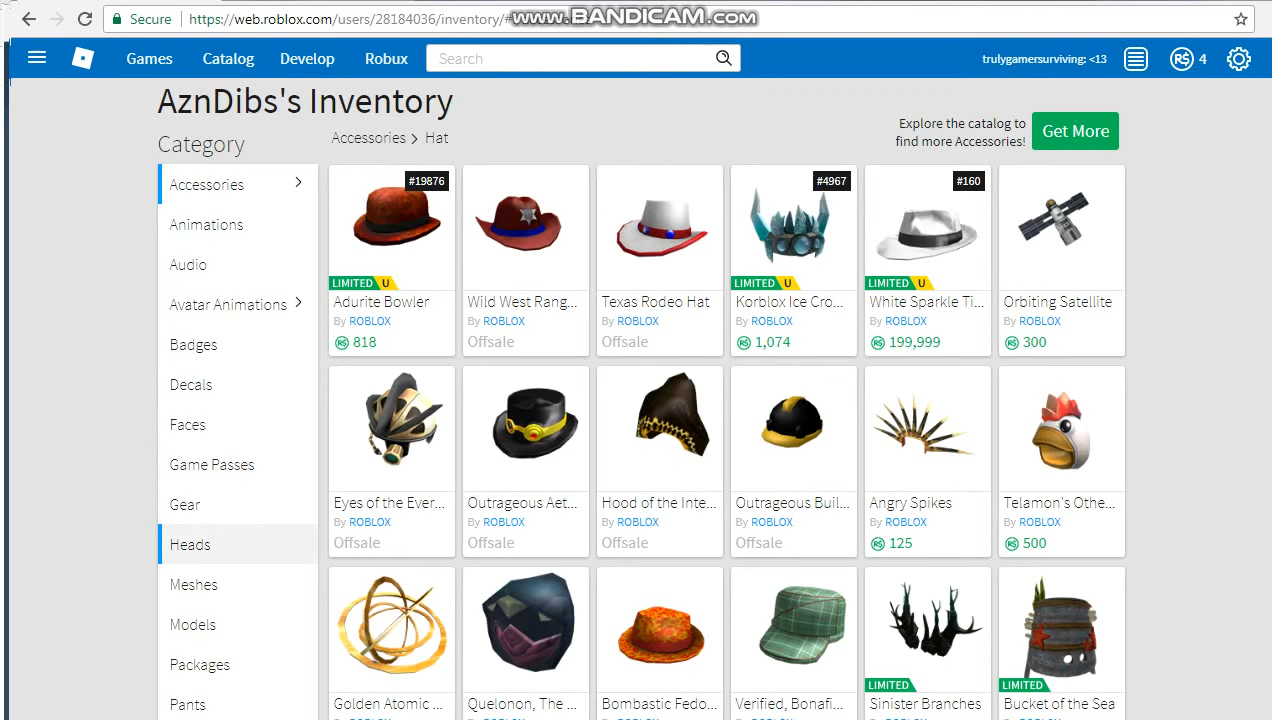 Secure
https://web.roblox.com/users/28184036/inventory/#
www.BANDICAM.com
Games
Catalog
Develop
Robux
Search
trulygamersurviving: <13
R$ 4
AznDibs's Inventory
Category
Accessories > Hat
Explore the catalog to
find more Accessories!
Get More
Accessories
Animations
Audio
Avatar Animations
Badges
Decals
Faces
Game Passes
Gear
Heads
Meshes
Models
Packages
Pants
#19876
LIMITED U
Adurite Bowler
By ROBLOX
R$ 818
Wild West Rang...
By ROBLOX
Offsale
Texas Rodeo Hat
By ROBLOX
Offsale
#4967
LIMITED U
Korblox Ice Cro...
By ROBLOX
R$ 1,074
#160
LIMITED U
White Sparkle Ti...
By ROBLOX
R$ 199,999
Orbiting Satellite
By ROBLOX
R$ 300
Eyes of the Ever...
By ROBLOX
Offsale
Outrageous Aet...
By ROBLOX
Offsale
Hood of the Inte...
By ROBLOX
Offsale
Outrageous Buil...
By ROBLOX
Offsale
Angry Spikes
By ROBLOX
R$ 125
Telamon's Othe...
By ROBLOX
R$ 500
Golden Atomic ...
Quelonon, The ...
Bombastic Fedo...
Verified, Bonafi...
LIMITED
Sinister Branches
LIMITED
Bucket of the Sea